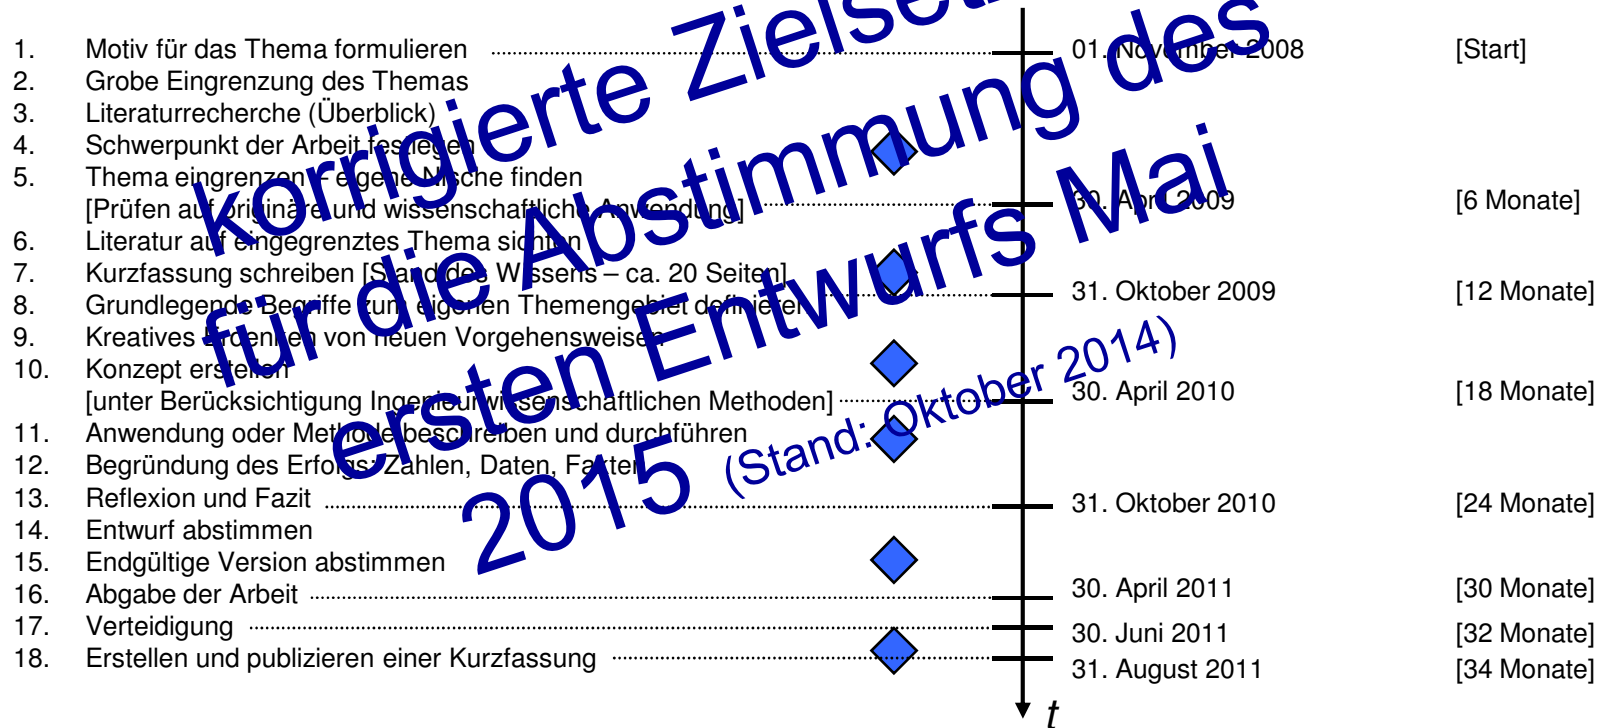 1. Motiv für das Thema formulieren 01. November 2008 [Start]
2. Grobe Eingrenzung des Themas
3. Literaturrecherche (Überblick)
4. Schwerpunkt der Arbeit festlegen
5. Thema eingrenzen – eigene Nische finden
[Prüfen auf originäre und wissenschaftliche Anwendung] 30. April 2009 [6 Monate]
6. Literatur auf eingegrenztes Thema sichten
7. Kurzfassung schreiben [Stand des Wissens – ca. 20 Seiten]
8. Grundlegende Begriffe zum eigenen Themengebiet definieren 31. Oktober 2009 [12 Monate]
9. Kreatives Erdenken von neuen Vorgehensweisen
10. Konzept erstellen
[unter Berücksichtigung Ingenieurwissenschaftlichen Methoden] 30. April 2010 [18 Monate]
11. Anwendung oder Methode beschreiben und durchführen
12. Begründung des Erfolgs: Zahlen, Daten, Fakten
13. Reflexion und Fazit 31. Oktober 2010 [24 Monate]
14. Entwurf abstimmen
15. Endgültige Version abstimmen
16. Abgabe der Arbeit 30. April 2011 [30 Monate]
17. Verteidigung 30. Juni 2011 [32 Monate]
18. Erstellen und publizieren einer Kurzfassung 31. August 2011 [34 Monate]
t
korrigierte
für die Abstimmung des
ersten Entwurfs Mai
2015 (Stand: Oktober 2014)